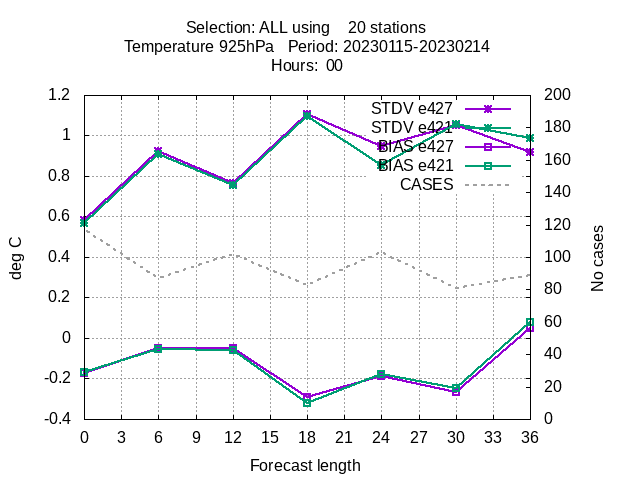 Selection: ALL using    20 stations
Temperature 925hPa   Period: 20230115-20230214
Hours:  00
STDV e427
STDV e421
BIAS e427
BIAS e421
CASES
deg C
1.2
1
0.8
0.6
0.4
0.2
0
-0.2
-0.4
200
180
160
140
120
100
80
60
40
20
0
No cases
0 3 6 9 12 15 18 21 24 27 30 33 36
Forecast length